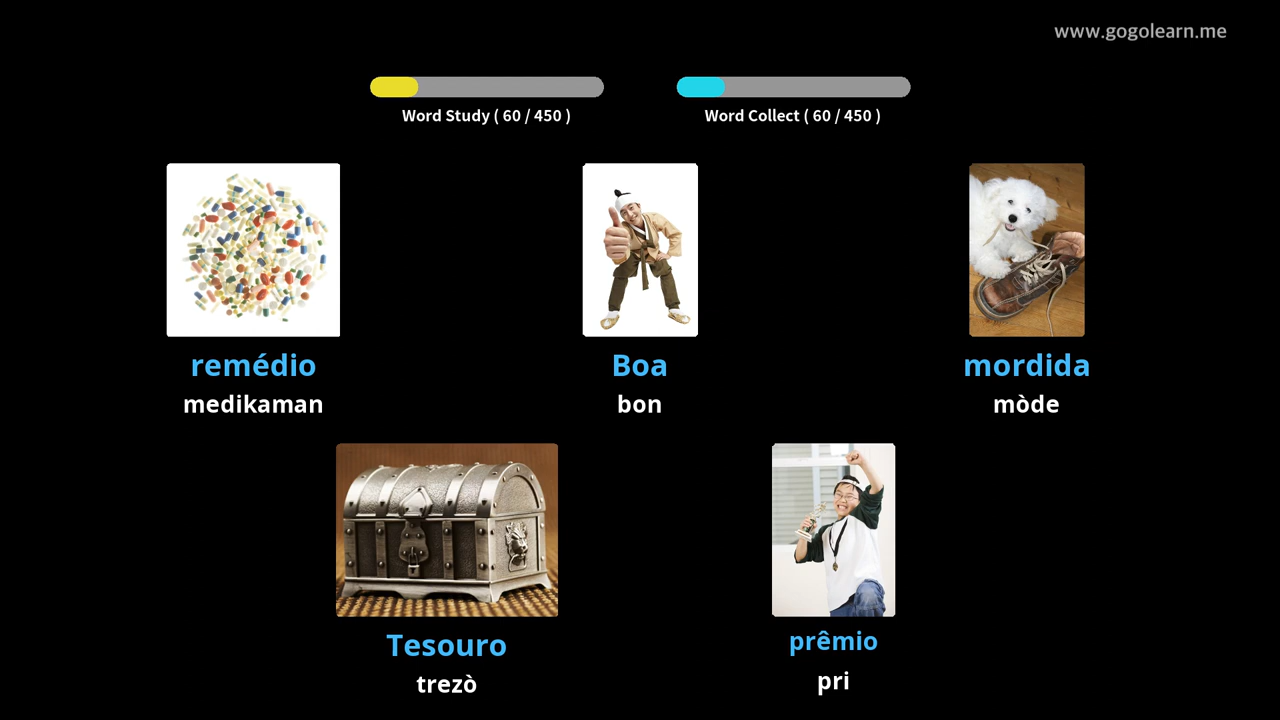 www.gogolearn.me
Word Study ( 60 / 450 )
Word Collect ( 60 / 450 )
remédio
medikaman
Boa
bon
mordida
mòde
Tesouro
trezò
prêmio
pri